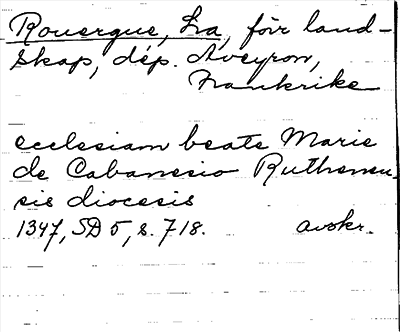 Rouergue, La, förr land-
skap, dép. Aveyron,
Frankrike
ecclesiam beate Marie
de Cabanesio Ruthenen-
sis diocesis
1347, SD 5, s. 718. avskr.